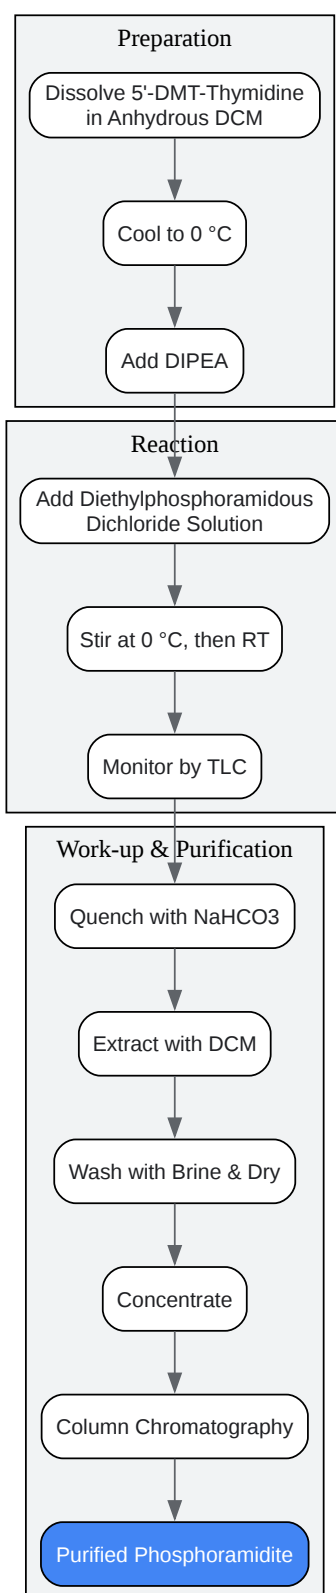 Preparation
Dissolve 5'-DMT-Thymidine
in Anhydrous DCM
Cool to 0 °C
Add DIPEA
Reaction
Add Diethylphosphoramidous
Dichloride Solution
Stir at 0 °C, then RT
Monitor by TLC
Work-up & Purification
Quench with NaHCO3
Extract with DCM
Wash with Brine & Dry
Concentrate
Column Chromatography
Purified Phosphoramidite